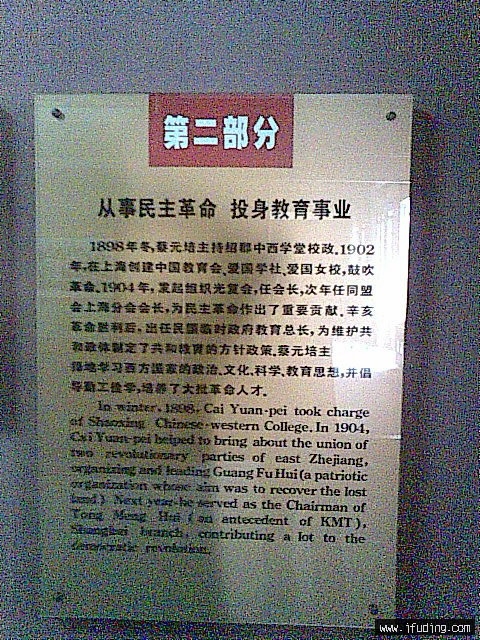 第二部分
从事民主革命 投身教育事业
1898年冬,蔡元培主持绍郡中西学堂校政.1902
年,在上海创建中国教育会、爱国学社、爱国女校,鼓吹
革命.1904年,发起组织光复会,任会长,次年任同盟
会上海分会会长,为民主革命作出了重要贡献.辛亥
革命胜利后,出任民国临时政府教育总长,为维护共
和政体制定了共和教育的方针政策.蔡元培主
张学习西方国家的政治、文化、科学、教育思想,并倡
导勤工俭学,培养了大批革命人才.
In winter, 1898, Cai Yuan-pei took charge
of Shaoxing Chinese-western College. In 1904,
Cai Yuan-pei helped to bring about the union of
two revolutionary parties of east Zhejiang,
organizing and leading Guang Fu Hui (a patriotic
organization whose aim was to recover the lost
land). Next year he served as the Chairman of
Tong Meng Hui (an antecedent of KMT),
Shanghai branch, contributing a lot to the
democratic revolution.
www.ifuding.com